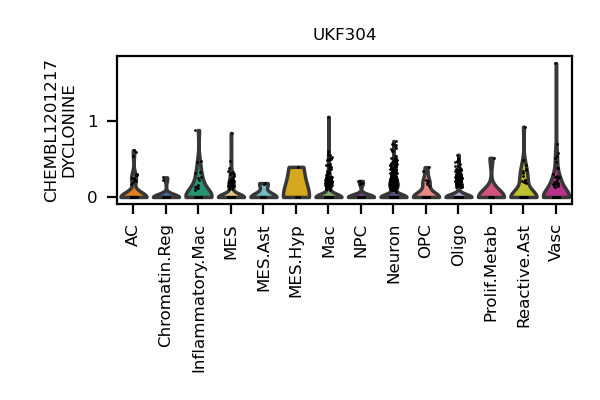 UKF304
CHEMBL1201217
DYCLONINE
1
0
AC
Chromatin.Reg
Inflammatory.Mac
MES
MES.Ast
MES.Hyp
Mac
NPC
Neuron
OPC
Oligo
Prolif.Metab
Reactive.Ast
Vasc